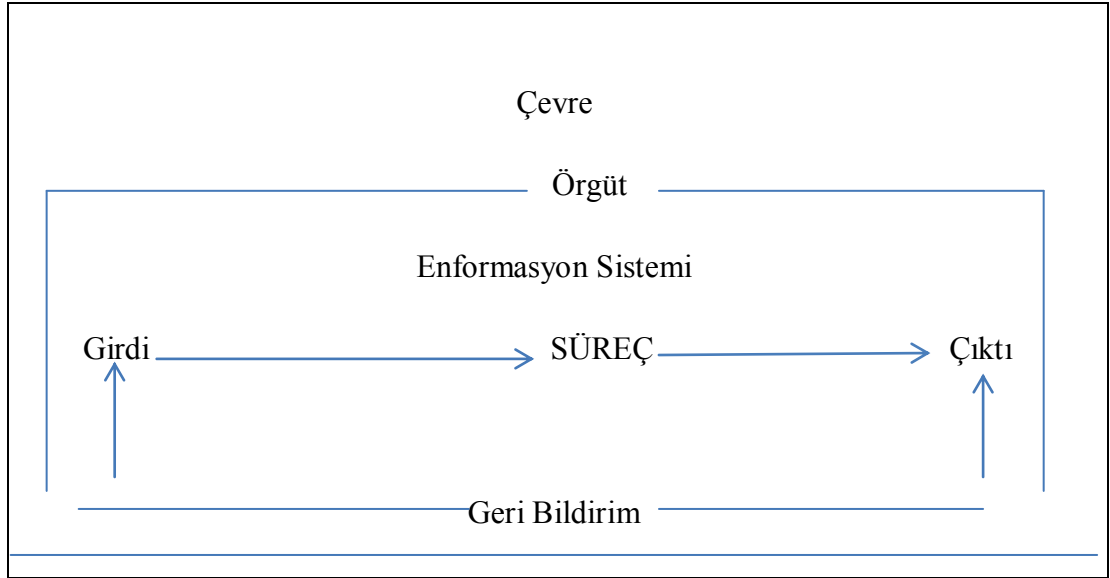 Çevre
Örgüt
Enformasyon Sistemi
Girdi SÜREÇ Çıktı
Geri Bildirim